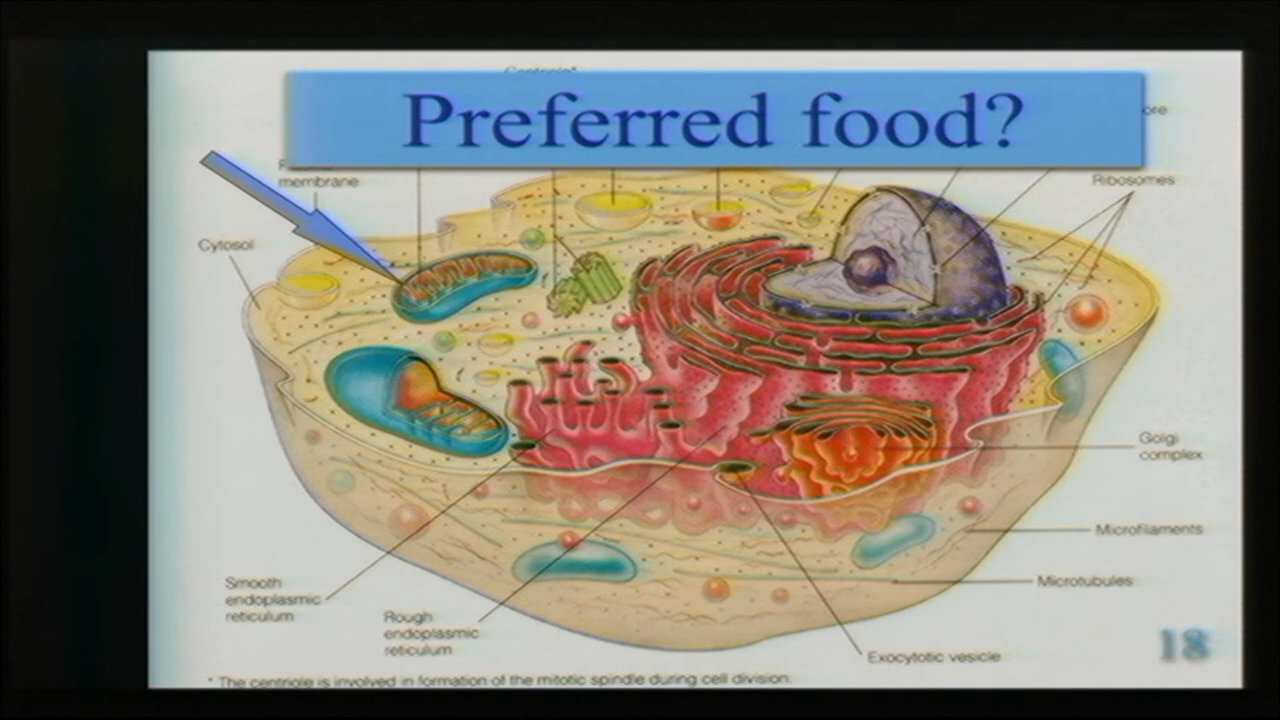 Preferred food?
membrane
Ribosomes
Cytosol
Golgi
complex
Microfilaments
Microtubules
Smooth
endoplasmic
reticulum
Rough
endoplasmic
reticulum
Exocytotic vesicle
18
* The centriole is involved in formation of the mitotic spindle during cell division.